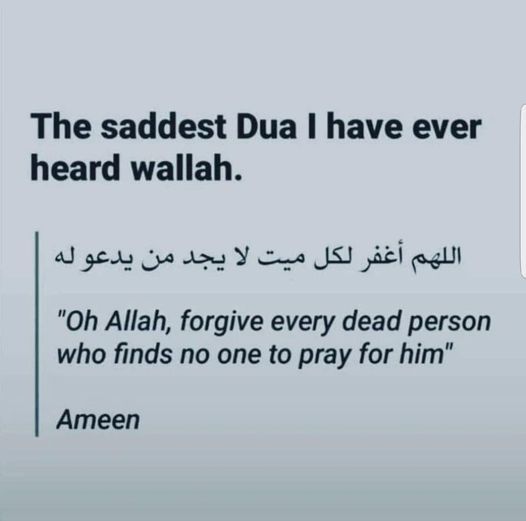 The saddest Dua I have ever
heard wallah.
اللهم أغفر لكل ميت لا يجد من يدعو له
"Oh Allah, forgive every dead person
who finds no one to pray for him"
Ameen